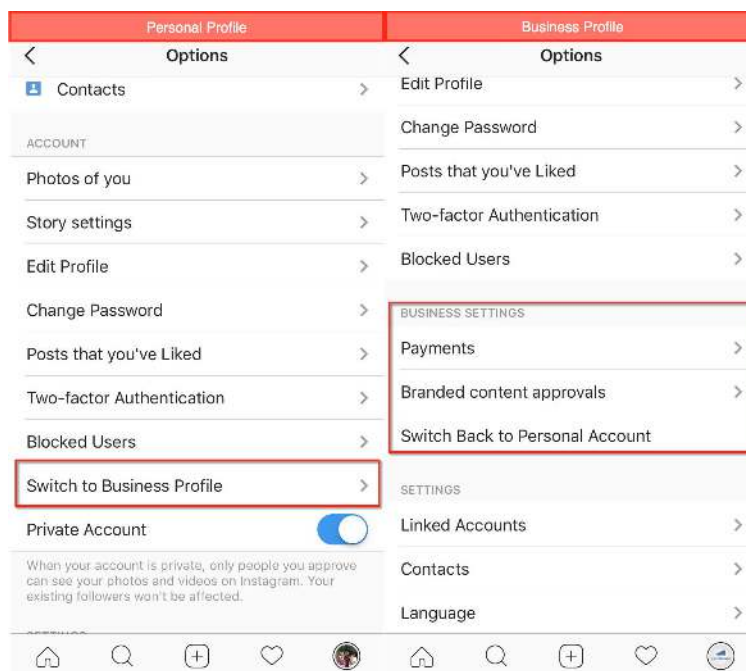 Personal Profile
Options
Contacts
ACCOUNT
Photos of you
Story settings
Edit Profile
Change Password
Posts that you've Liked
Two-factor Authentication
Blocked Users
Switch to Business Profile
Private Account
When your account is private, only people you approve
can see your photos and videos on Instagram. Your
existing followers won't be affected.
SETTINGS
Business Profile
Options
Edit Profile
Change Password
Posts that you've Liked
Two-factor Authentication
Blocked Users
BUSINESS SETTINGS
Payments
Branded content approvals
Switch Back to Personal Account
SETTINGS
Linked Accounts
Contacts
Language